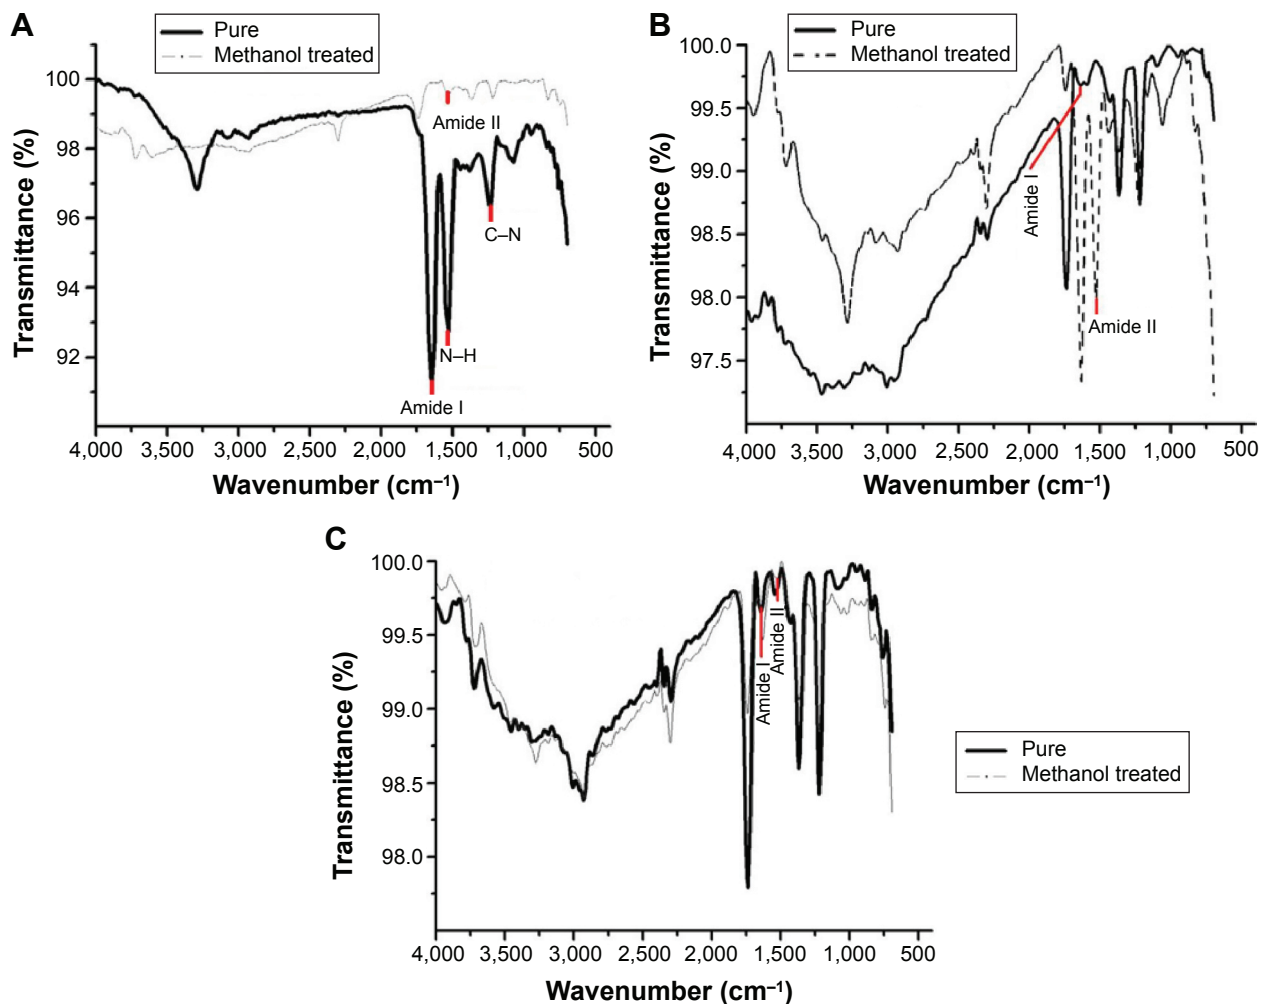 A
Pure
Methanol treated
100
98
96
94
92
Transmittance (%)
Amide II
C–N
N–H
Amide I
4,000 3,500 3,000 2,500 2,000 1,500 1,000 500
Wavenumber (cm–1)
B
Pure
Methanol treated
100.0
99.5
99.0
98.5
98.0
97.5
Transmittance (%)
Amide I
Amide II
4,000 3,500 3,000 2,500 2,000 1,500 1,000 500
Wavenumber (cm–1)
C
100.0
99.5
99.0
98.5
98.0
Transmittance (%)
Amide I
Amide II
Pure
Methanol treated
4,000 3,500 3,000 2,500 2,000 1,500 1,000 500
Wavenumber (cm–1)